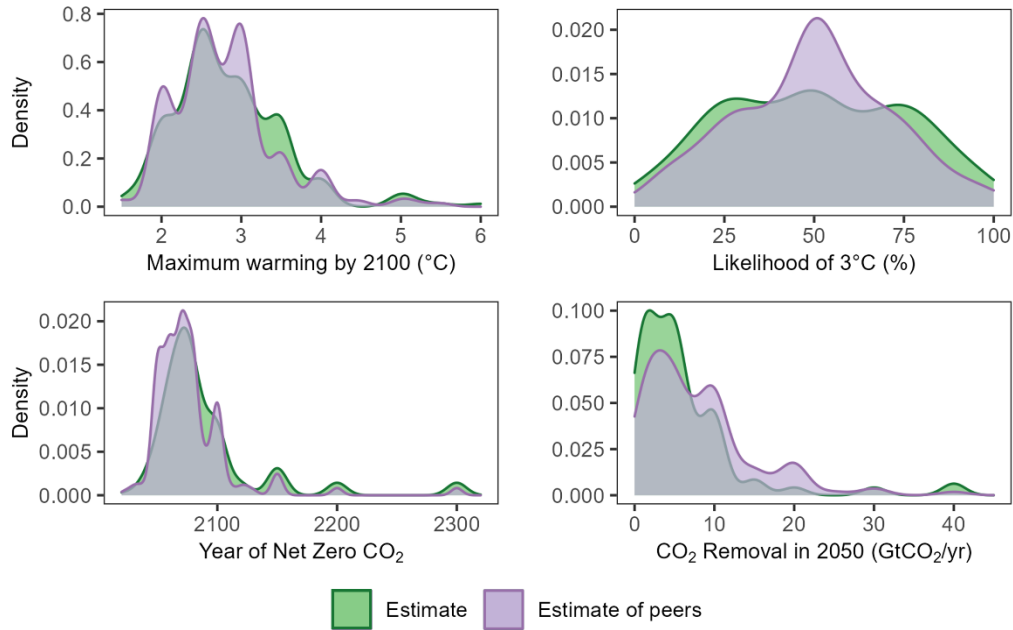 Density
0.8
0.6
0.4
0.2
0.0
2 3 4 5 6
Maximum warming by 2100 (°C)
0.020
0.015
0.010
0.005
0.000
0 25 50 75 100
Likelihood of 3°C (%)
Density
0.020
0.015
0.010
0.005
0.000
2100 2200 2300
Year of Net Zero CO₂
0.100
0.075
0.050
0.025
0.000
0 10 20 30 40
CO₂ Removal in 2050 (GtCO₂/yr)
Estimate Estimate of peers